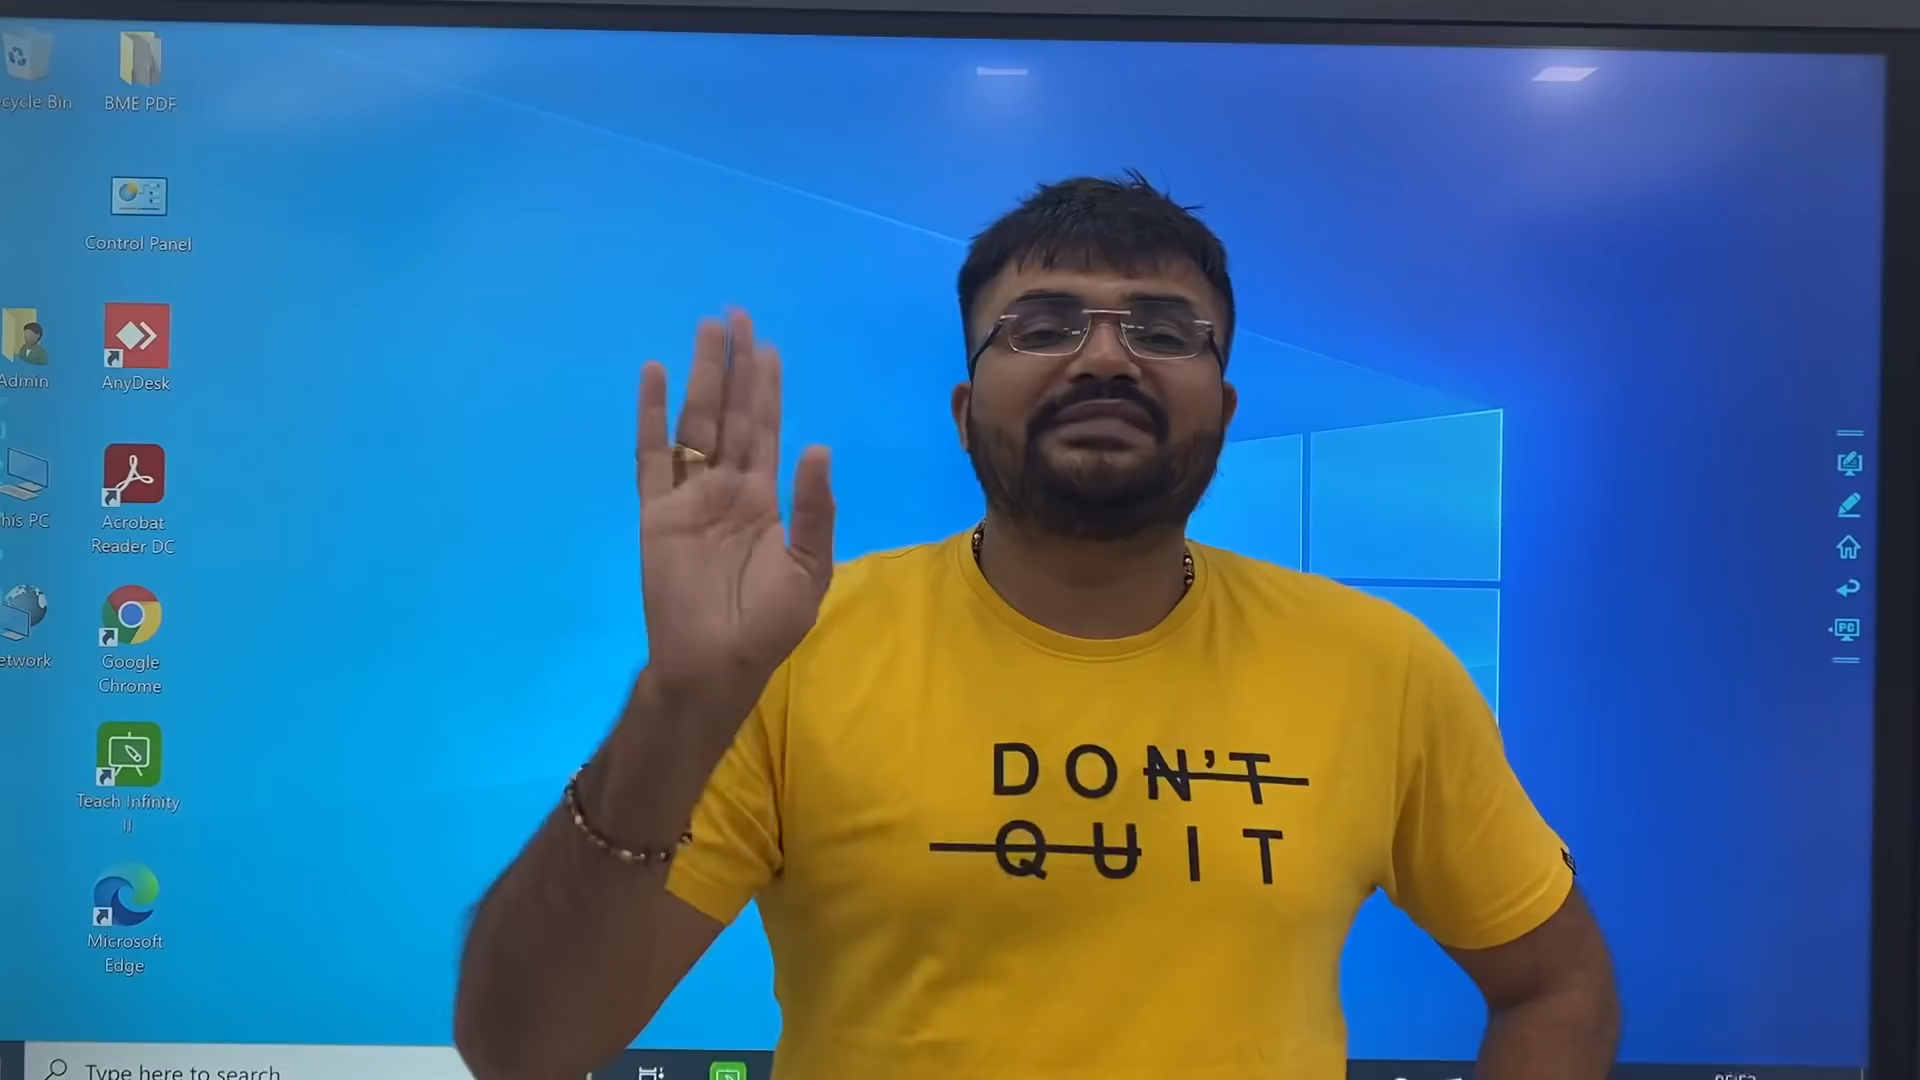 cycle Bin
BME PDF
Control Panel
Admin
AnyDesk
his PC
Acrobat
Reader DC
etwork
Google
Chrome
Teach Infinity
II
Microsoft
Edge
Type here to search
DON'T
QUIT
PC